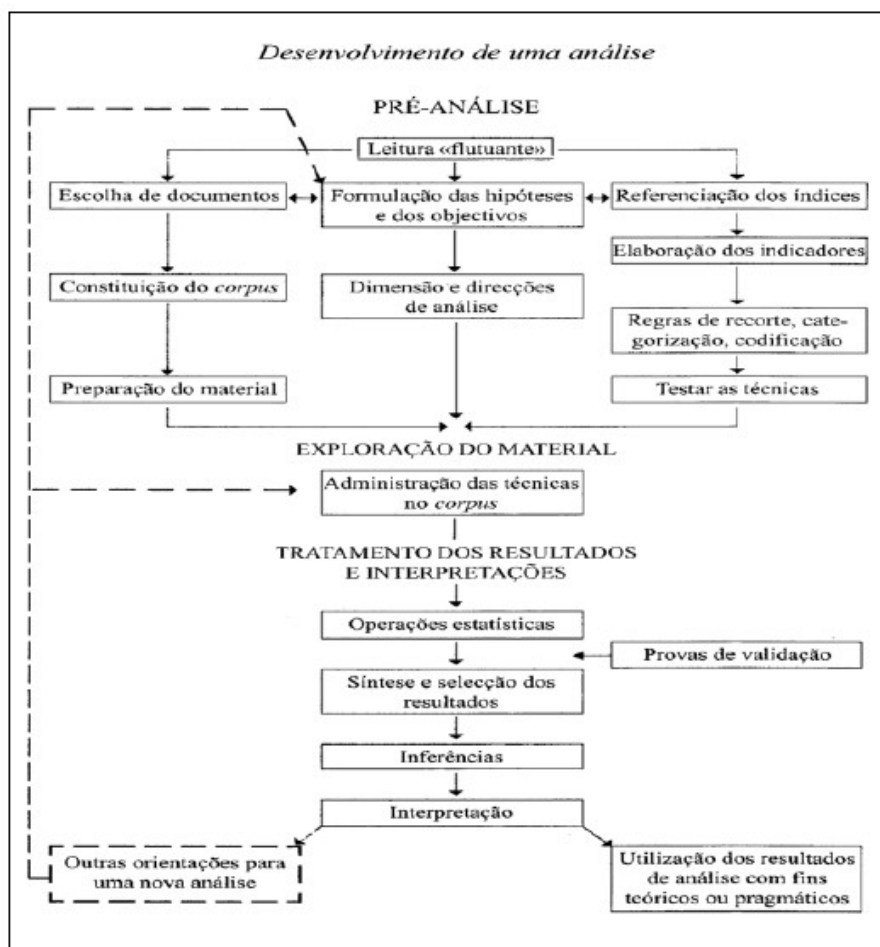 Desenvolvimento de uma análise
PRÉ-ANÁLISE
Leitura «flutuante»
Escolha de documentos
Formulação das hipóteses
e dos objectivos
Referenciação dos índices
Elaboração dos indicadores
Constituição do corpus
Dimensão e direcções
de análise
Regras de recorte, cate-
gorização, codificação
Preparação do material
Testar as técnicas
EXPLORAÇÃO DO MATERIAL
Administração das técnicas
no corpus
TRATAMENTO DOS RESULTADOS
E INTERPRETAÇÕES
Operações estatísticas
Provas de validação
Síntese e selecção dos
resultados
Inferências
Interpretação
Outras orientações para
uma nova análise
Utilização dos resultados
de análise com fins
teóricos ou pragmáticos